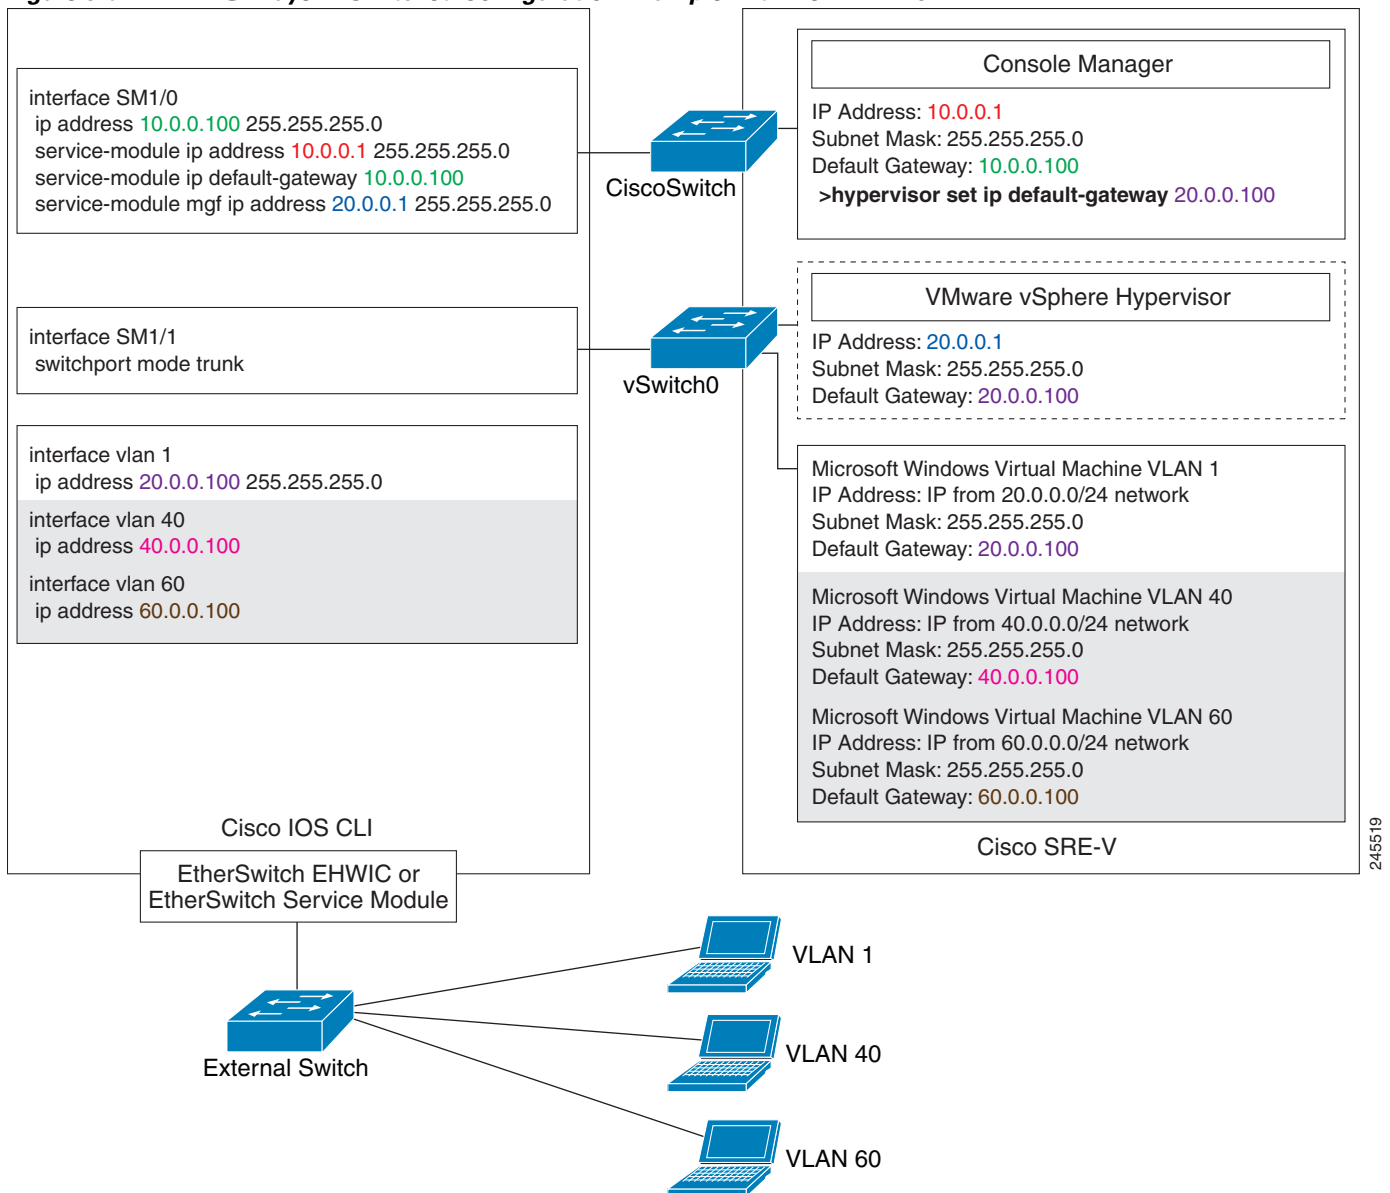 interface SM1/0
ip address 10.0.0.100 255.255.255.0
service-module ip address 10.0.0.1 255.255.255.0
service-module ip default-gateway 10.0.0.100
service-module mgf ip address 20.0.0.1 255.255.255.0
interface SM1/1
switchport mode trunk
interface vlan 1
ip address 20.0.0.100 255.255.255.0
interface vlan 40
ip address 40.0.0.100
interface vlan 60
ip address 60.0.0.100
Cisco IOS CLI
EtherSwitch EHWIC or
EtherSwitch Service Module
CiscoSwitch
vSwitch0
Console Manager
IP Address: 10.0.0.1
Subnet Mask: 255.255.255.0
Default Gateway: 10.0.0.100
>hypervisor set ip default-gateway 20.0.0.100
VMware vSphere Hypervisor
IP Address: 20.0.0.1
Subnet Mask: 255.255.255.0
Default Gateway: 20.0.0.100
Microsoft Windows Virtual Machine VLAN 1
IP Address: IP from 20.0.0.0/24 network
Subnet Mask: 255.255.255.0
Default Gateway: 20.0.0.100
Microsoft Windows Virtual Machine VLAN 40
IP Address: IP from 40.0.0.0/24 network
Subnet Mask: 255.255.255.0
Default Gateway: 40.0.0.100
Microsoft Windows Virtual Machine VLAN 60
IP Address: IP from 60.0.0.0/24 network
Subnet Mask: 255.255.255.0
Default Gateway: 60.0.0.100
Cisco SRE-V
245519
External Switch
VLAN 1
VLAN 40
VLAN 60